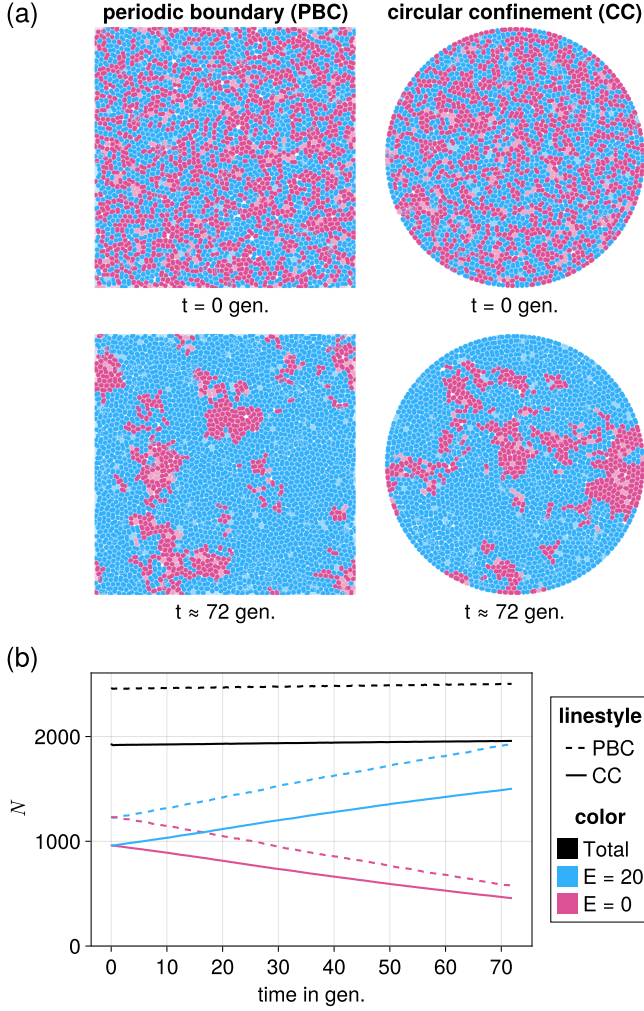 (a)
periodic boundary (PBC)
circular confinement (CC)
t = 0 gen.
t = 0 gen.
t ≈ 72 gen.
t ≈ 72 gen.
(b)
N
2000
1000
0
0 10 20 30 40 50 60 70
time in gen.
linestyle
PBC
CC
color
Total
E = 20
E = 0